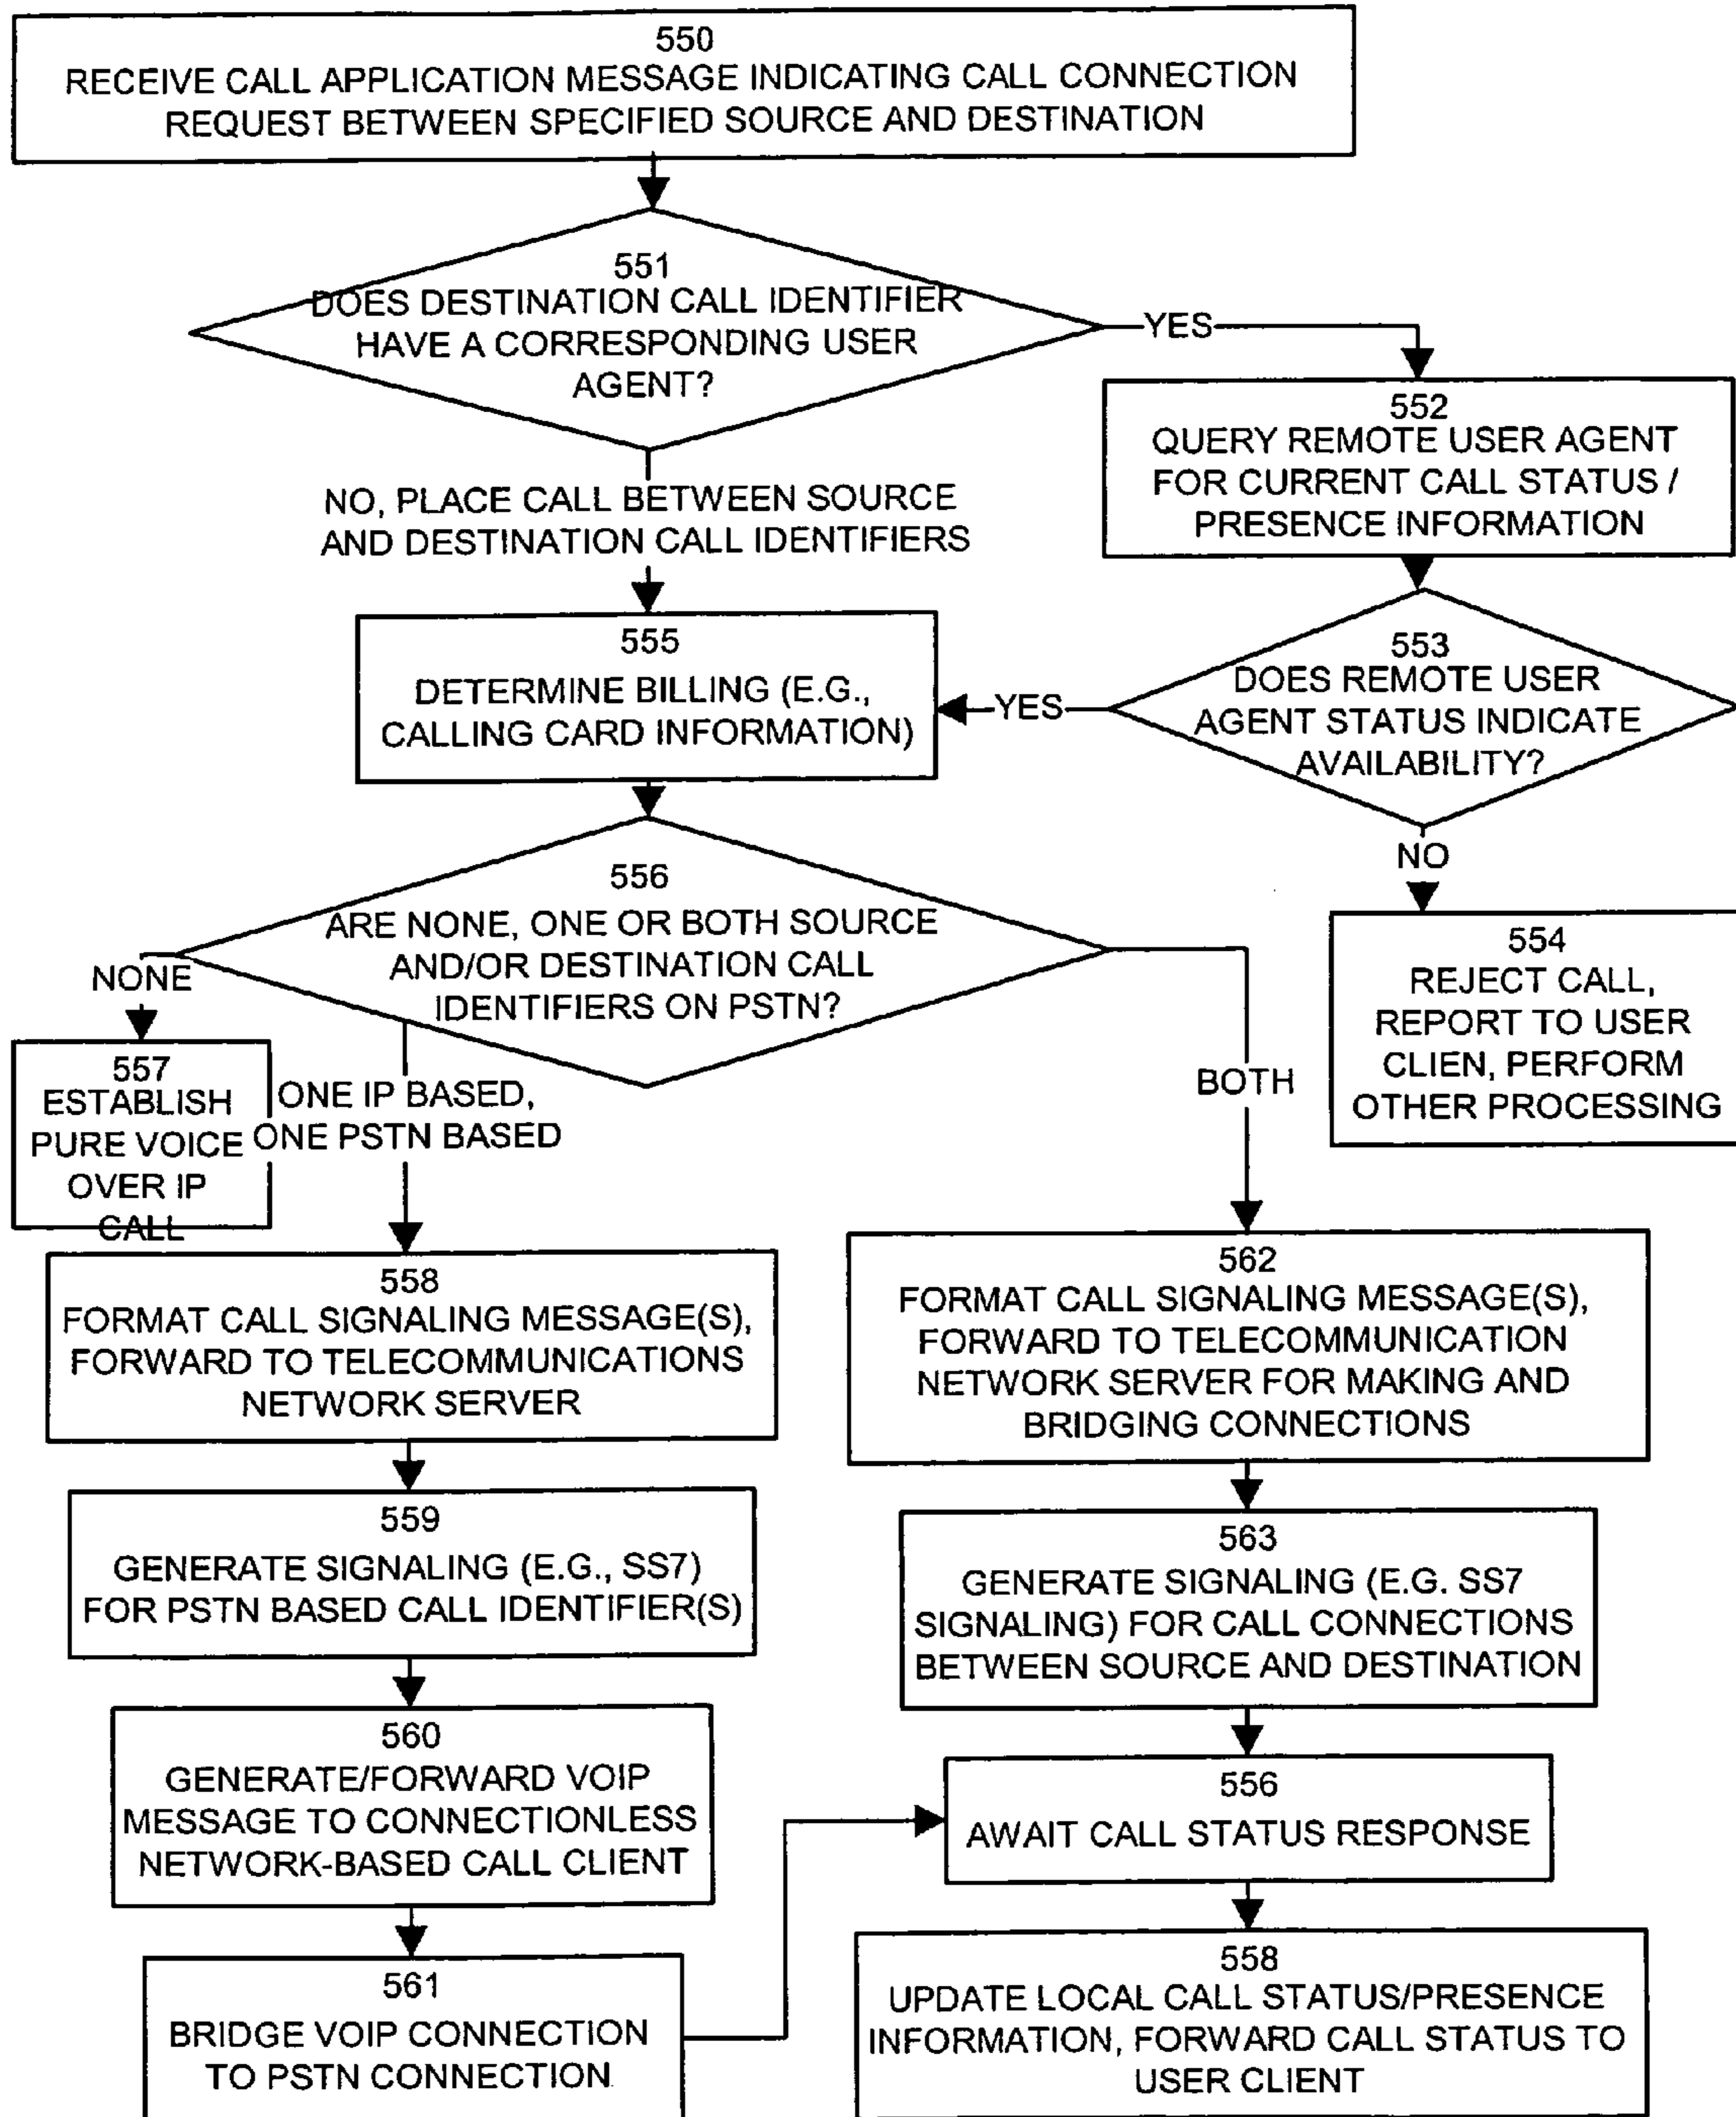 550
RECEIVE CALL APPLICATION MESSAGE INDICATING CALL CONNECTION
REQUEST BETWEEN SPECIFIED SOURCE AND DESTINATION
551
DOES DESTINATION CALL IDENTIFIER
HAVE A CORRESPONDING USER
AGENT?
YES
552
QUERY REMOTE USER AGENT
FOR CURRENT CALL STATUS /
PRESENCE INFORMATION
NO, PLACE CALL BETWEEN SOURCE
AND DESTINATION CALL IDENTIFIERS
553
DOES REMOTE USER
AGENT STATUS INDICATE
AVAILABILITY?
YES
555
DETERMINE BILLING (E.G.,
CALLING CARD INFORMATION)
NO
554
REJECT CALL,
REPORT TO USER
CLIEN, PERFORM
OTHER PROCESSING
556
ARE NONE, ONE OR BOTH SOURCE
AND/OR DESTINATION CALL
IDENTIFIERS ON PSTN?
NONE
557
ESTABLISH
PURE VOICE
OVER IP
CALL
ONE IP BASED,
ONE PSTN BASED
BOTH
558
FORMAT CALL SIGNALING MESSAGE(S),
FORWARD TO TELECOMMUNICATIONS
NETWORK SERVER
562
FORMAT CALL SIGNALING MESSAGE(S),
FORWARD TO TELECOMMUNICATION
NETWORK SERVER FOR MAKING AND
BRIDGING CONNECTIONS
559
GENERATE SIGNALING (E.G., SS7)
FOR PSTN BASED CALL IDENTIFIER(S)
563
GENERATE SIGNALING (E.G. SS7
SIGNALING) FOR CALL CONNECTIONS
BETWEEN SOURCE AND DESTINATION
560
GENERATE/FORWARD VOIP
MESSAGE TO CONNECTIONLESS
NETWORK-BASED CALL CLIENT
556
AWAIT CALL STATUS RESPONSE
561
BRIDGE VOIP CONNECTION
TO PSTN CONNECTION
558
UPDATE LOCAL CALL STATUS/PRESENCE
INFORMATION, FORWARD CALL STATUS TO
USER CLIENT